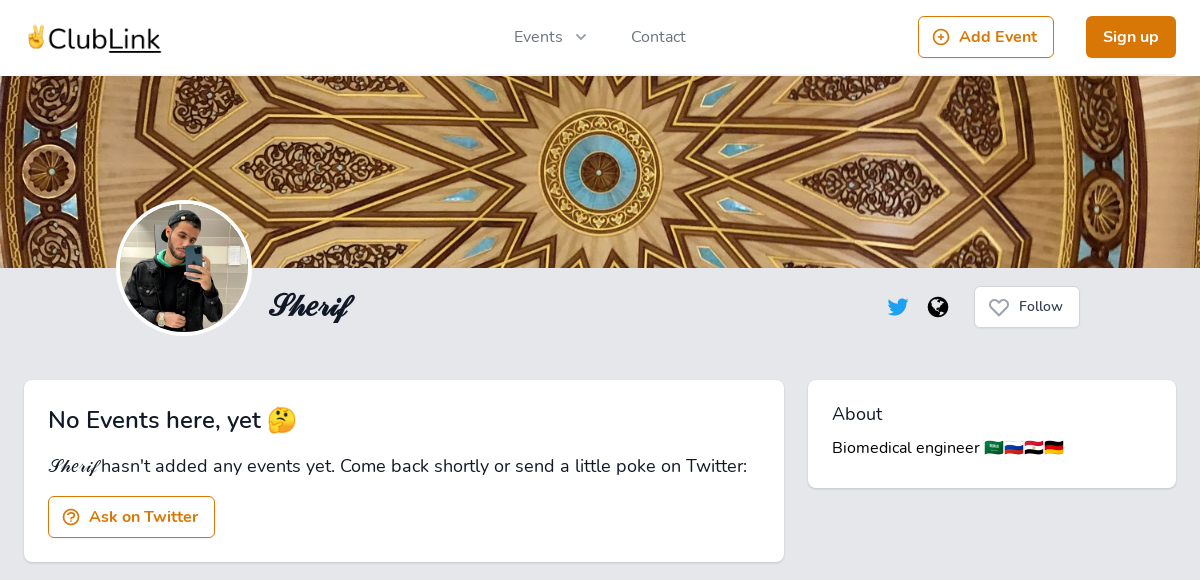 ✌️ClubLink
Events
Contact
Add Event
Sign up
𝒮𝒽𝑒𝓇𝒾𝒻
Follow
No Events here, yet 🤔
𝒮𝒽𝑒𝓇𝒾𝒻 hasn't added any events yet. Come back shortly or send a little poke on Twitter:
Ask on Twitter
About
Biomedical engineer 🇸🇦🇷🇺🇪🇬🇩🇪